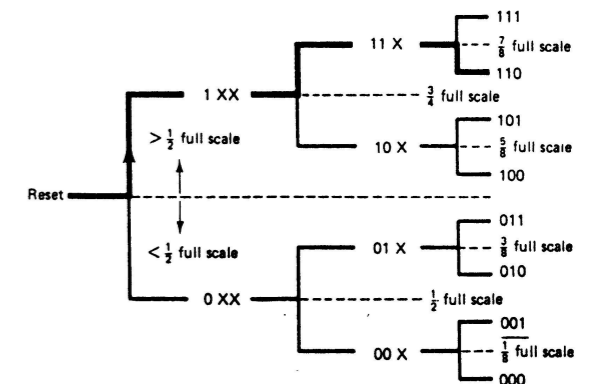 111
11 X
7/8 full scale
110
1 XX
3/4 full scale
101
> 1/2 full scale
10 X
5/8 full scale
100
Reset
011
< 1/2 full scale
01 X
3/8 full scale
010
0 XX
1/2 full scale
001
00 X
1/8 full scale
000